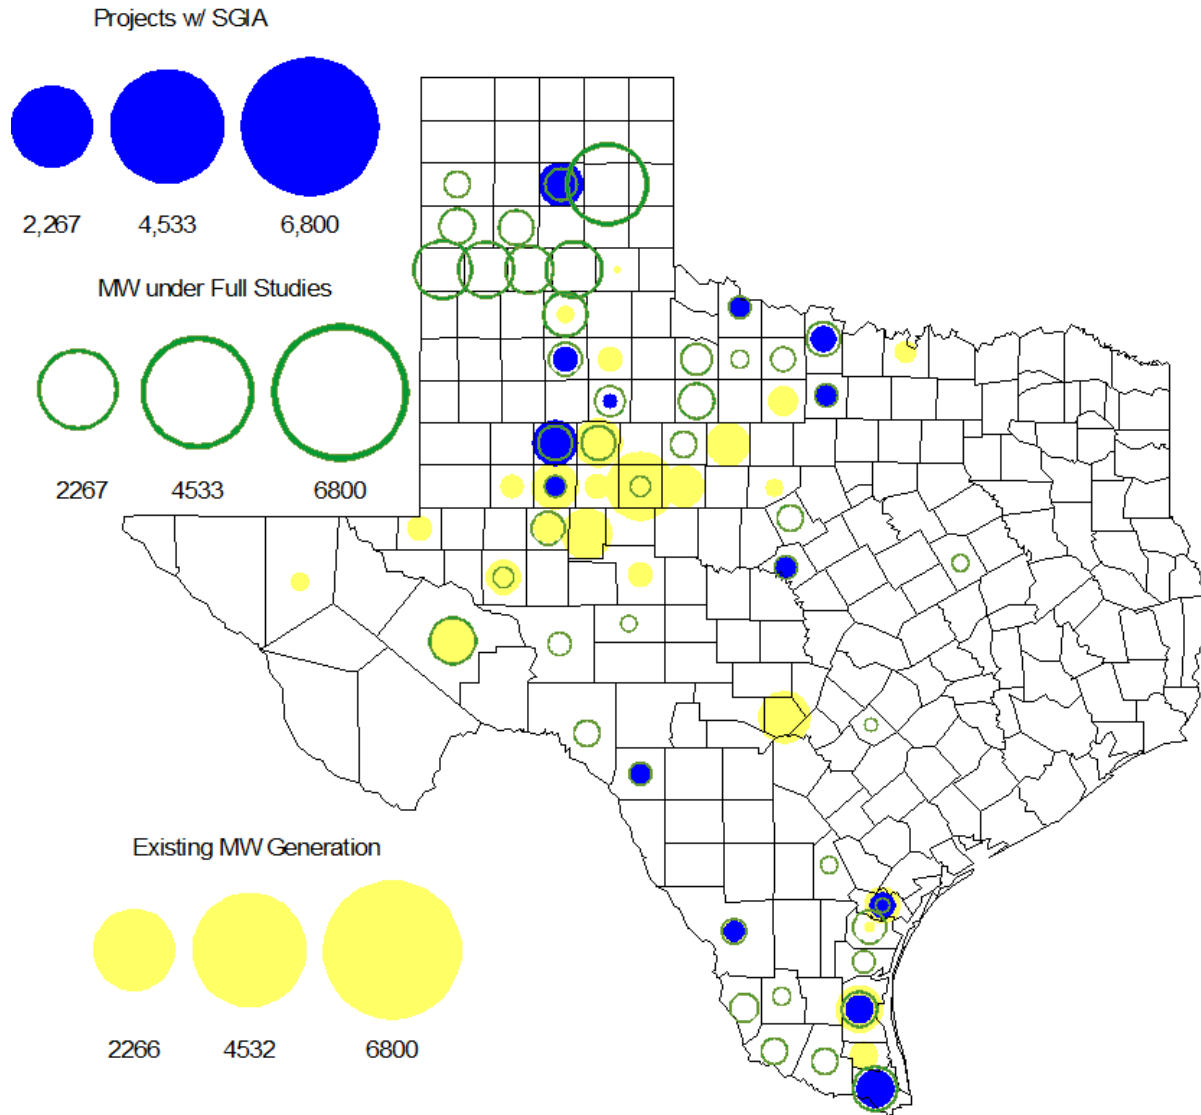 Projects w/ SGIA
2,267 4,533 6,800
MW under Full Studies
2267 4533 6800
Existing MW Generation
2266 4532 6800